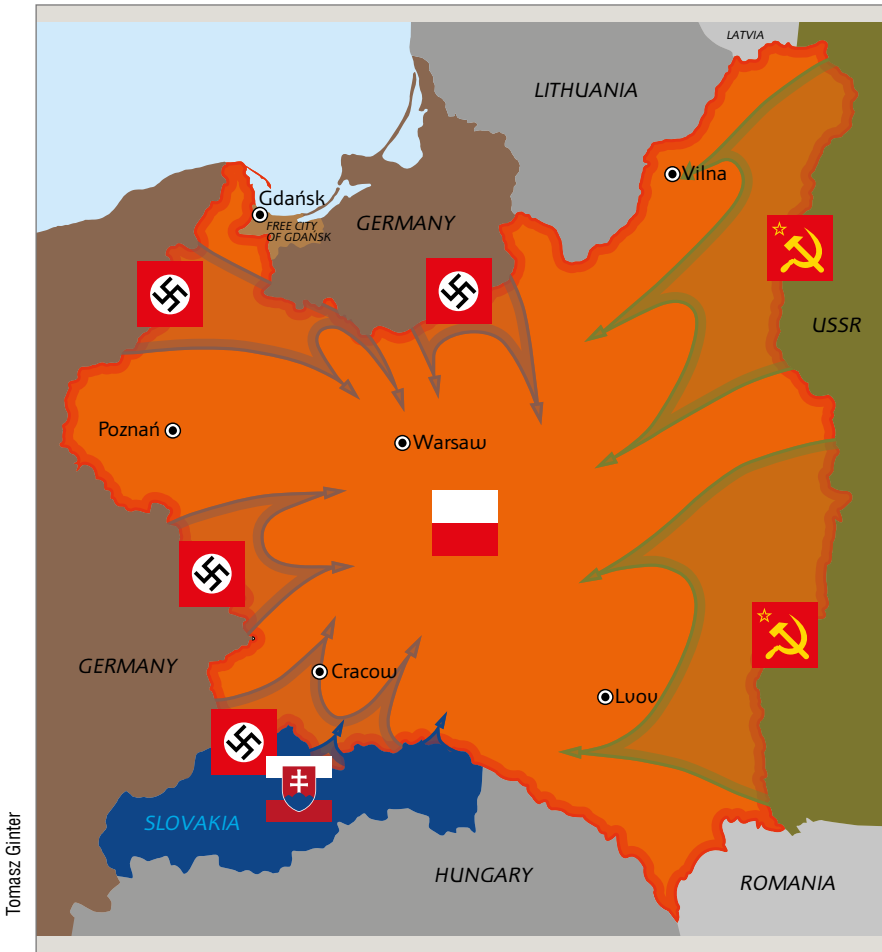 LATVIA
LITHUANIA
Vilna
Gdańsk
FREE CITY
OF GDAŃSK
GERMANY
USSR
Poznań
Warsaw
GERMANY
Cracow
Lvov
SLOVAKIA
HUNGARY
ROMANIA
Tomasz Ginter